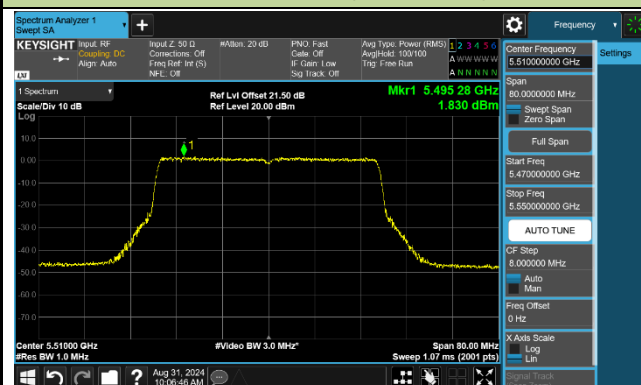 Spectrum Analyzer 1
Swept SA
+
Frequency
KEYSIGHT
Input: RF
Coupling: DC
Align: Auto
Input Z: 50 Ω
Corrections: Off
Freq Ref: Int (S)
NFE: Off
#Atten: 20 dB
PNO: Fast
Gate: Off
IF Gain: Low
Sig Track: Off
Avg Type: Power (RMS)
Avg|Hold: 100/100
Trig: Free Run
1 2 3 4 5 6
A W W W W W
A N N N N N
LXI
1 Spectrum
Scale/Div 10 dB
Log
Ref Lvl Offset 21.50 dB
Ref Level 20.00 dBm
Mkr1 5.495 28 GHz
1.830 dBm
1
10.0
0.00
-10.0
-20.0
-30.0
-40.0
-50.0
-60.0
-70.0
Center 5.51000 GHz
#Res BW 1.0 MHz
#Video BW 3.0 MHz*
Span 80.00 MHz
Sweep 1.07 ms (2001 pts)
Aug 31, 2024
10:06:46 AM
?
Center Frequency
5.510000000 GHz
Settings
Span
80.0000000 MHz
Swept Span
Zero Span
Full Span
Start Freq
5.470000000 GHz
Stop Freq
5.550000000 GHz
AUTO TUNE
CF Step
8.000000 MHz
Auto
Man
Freq Offset
0 Hz
X Axis Scale
Log
Lin
Signal Track